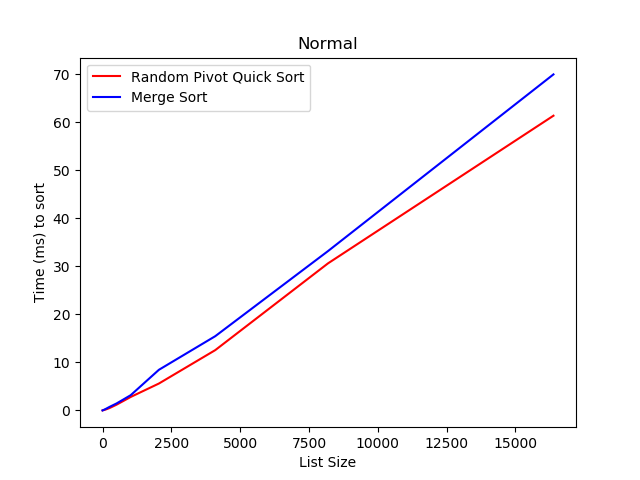 Normal
Random Pivot Quick Sort
Merge Sort
70
60
50
40
30
20
10
0
Time (ms) to sort
0 2500 5000 7500 10000 12500 15000
List Size